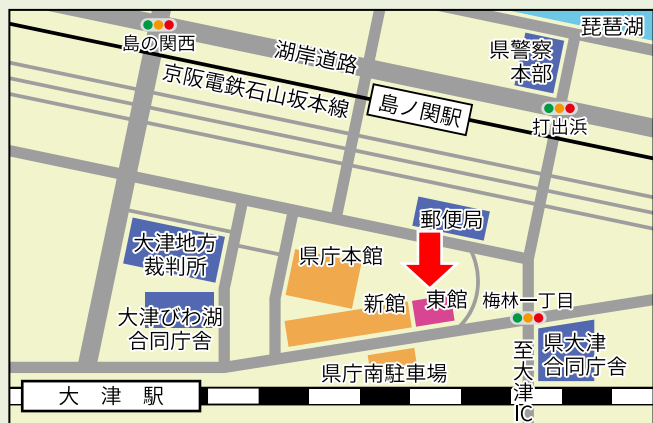 琵琶湖
島の関西
湖岸道路
県警察
本部
京阪電鉄石山坂本線
島ノ関駅
打出浜
郵便局
大津地方
裁判所
県庁本館
新館
東館
梅林一丁目
大津びわ湖
合同庁舎
県庁南駐車場
至大津IC
県大津
合同庁舎
大津駅